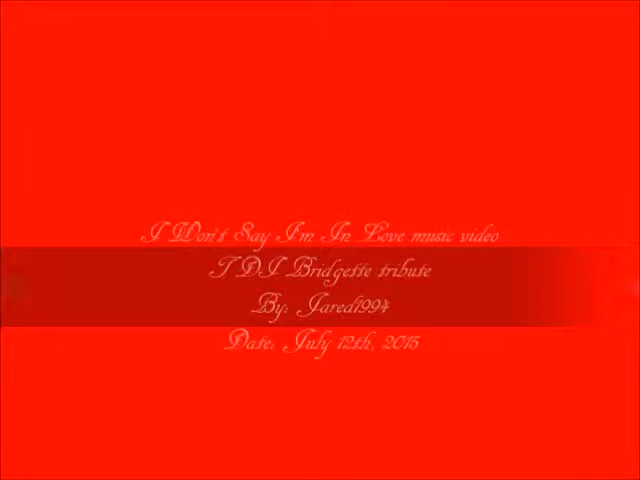 I Won't Say I'm In Love music video
TDI Bridgette tribute
By: Jared1994
Date: July 12th, 2015